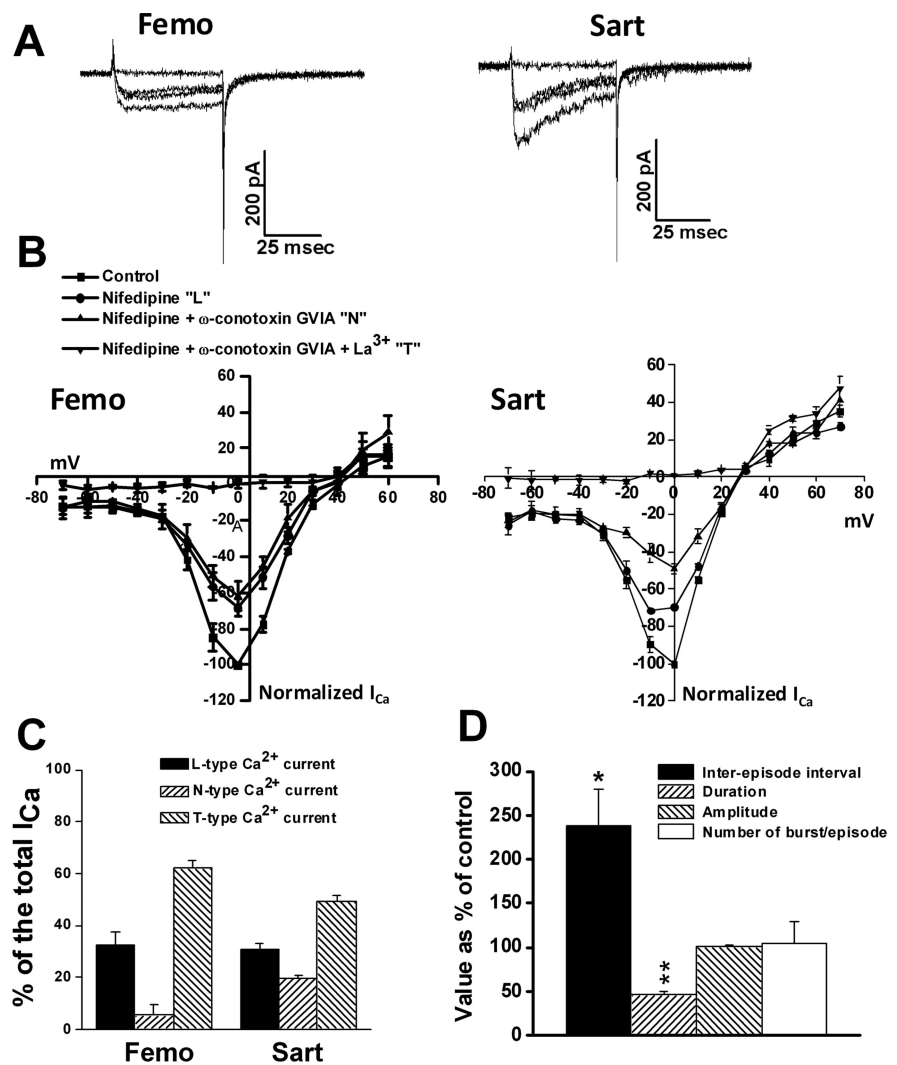 A
Femo
Sart
200 pA
25 msec
200 pA
25 msec
B
Control
Nifedipine "L"
Nifedipine + ω-conotoxin GVIA "N"
Nifedipine + ω-conotoxin GVIA + La3+ "T"
Femo
mV
60
40
20
-80 -60 -40 -20 0 20 40 60 80
-20
-40
-60
-80
-100
-120
Normalized ICa
Sart
60
40
20
0
-80 -60 -40 -20 0 20 40 60 80
mV
-20
-40
-60
-80
-100
-120
Normalized ICa
C
L-type Ca2+ current
N-type Ca2+ current
T-type Ca2+ current
% of the total ICa
100
80
60
40
20
0
Femo
Sart
D
Inter-episode interval
Duration
Amplitude
Number of burst/episode
Value as % of control
300
250
200
150
100
50
0
*
**